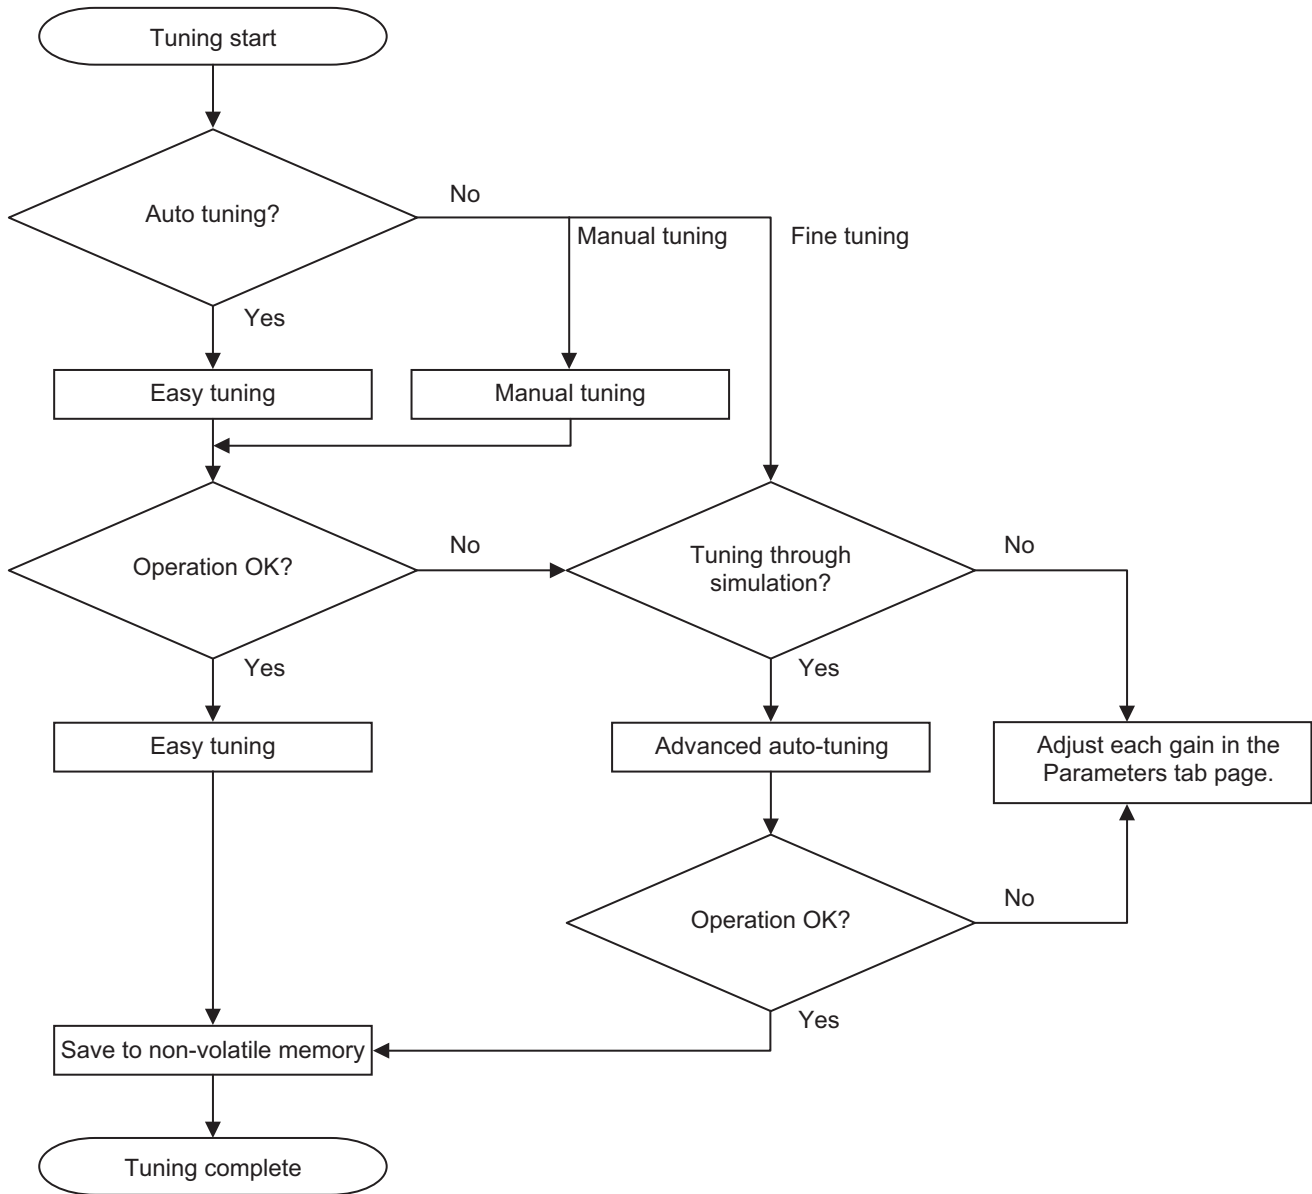 Tuning start
No
Auto tuning?
Manual tuning
Fine tuning
Yes
Easy tuning
Manual tuning
No
No
Operation OK?
Tuning through
simulation?
Yes
Yes
Easy tuning
Advanced auto-tuning
Adjust each gain in the
Parameters tab page.
No
Operation OK?
Yes
Save to non-volatile memory
Tuning complete